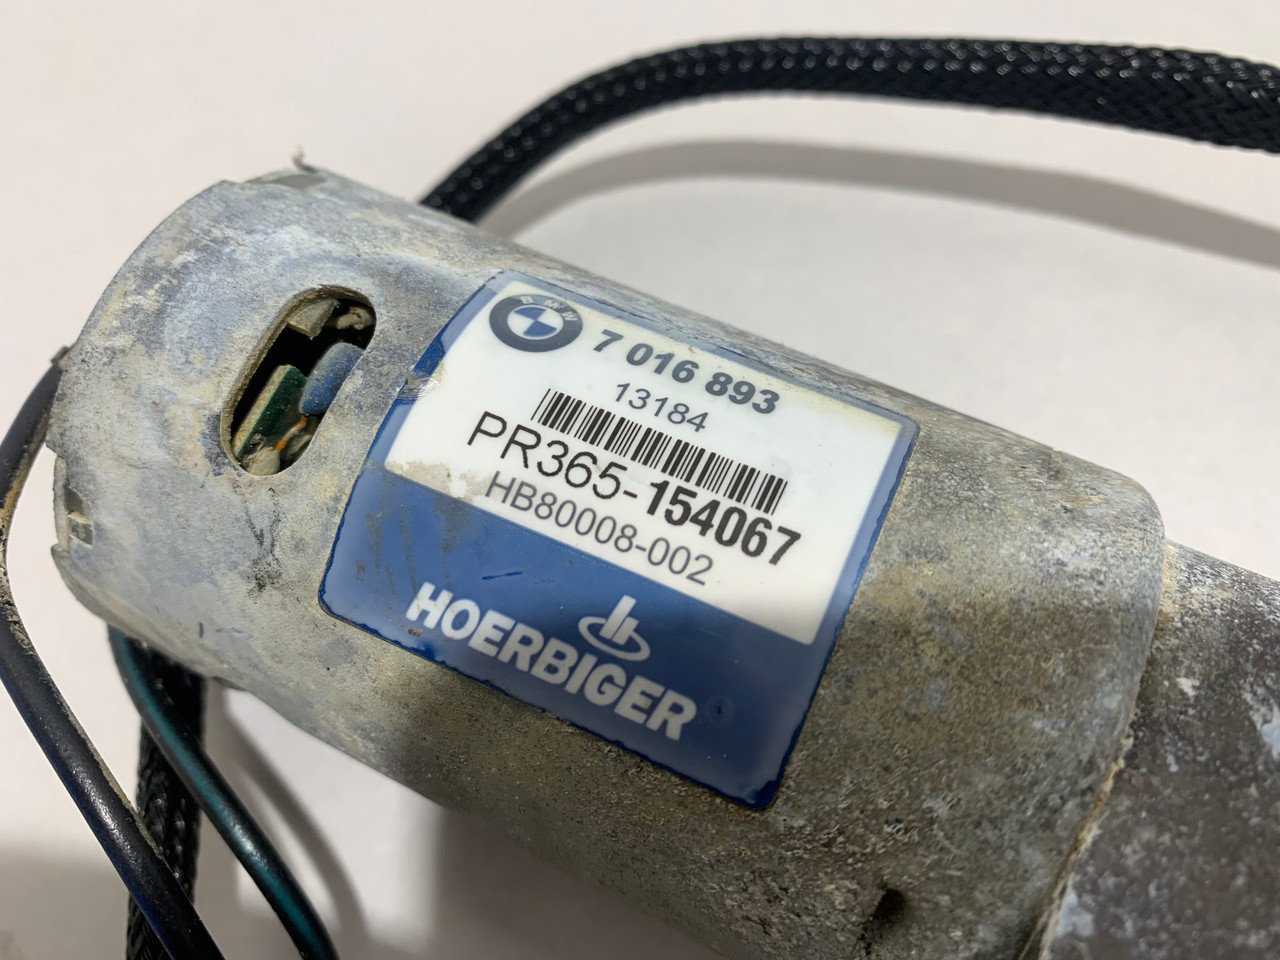 BMW
7 016 893
13184
PR365-154067
HB80008-002
HOERBIGER